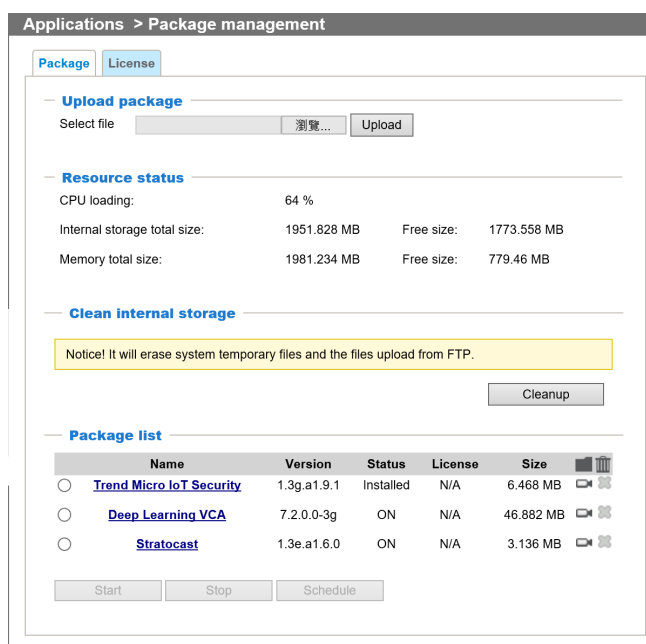 Applications > Package management
Package License
Upload package
Select file 瀏覽... Upload
Resource status
CPU loading: 64 %
Internal storage total size: 1951.828 MB Free size: 1773.558 MB
Memory total size: 1981.234 MB Free size: 779.46 MB
Clean internal storage
Notice! It will erase system temporary files and the files upload from FTP.
Cleanup
Package list
Name Version Status License Size
Trend Micro IoT Security 1.3g.a1.9.1 Installed N/A 6.468 MB
Deep Learning VCA 7.2.0.0-3g ON N/A 46.882 MB
Stratocast 1.3e.a1.6.0 ON N/A 3.136 MB
Start Stop Schedule